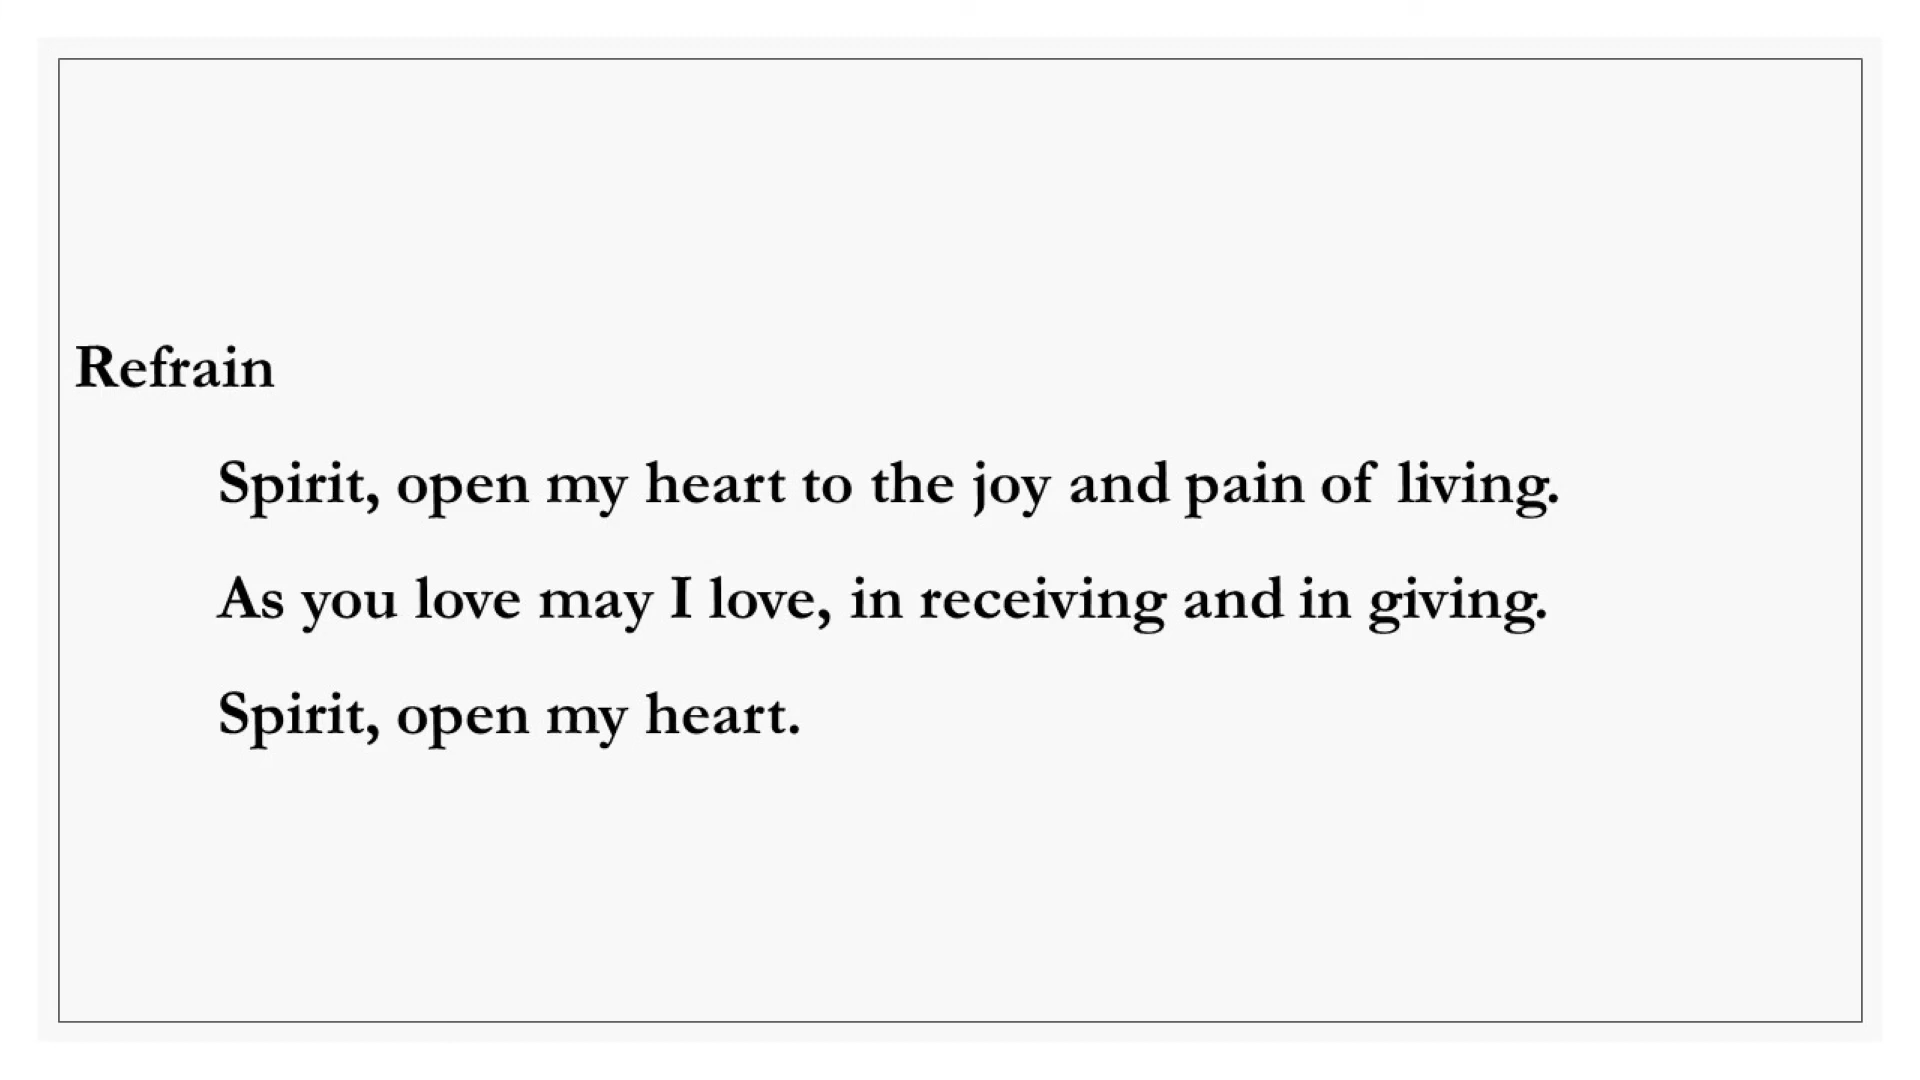 Refrain
Spirit, open my heart to the joy and pain of living.
As you love may I love, in receiving and in giving.
Spirit, open my heart.